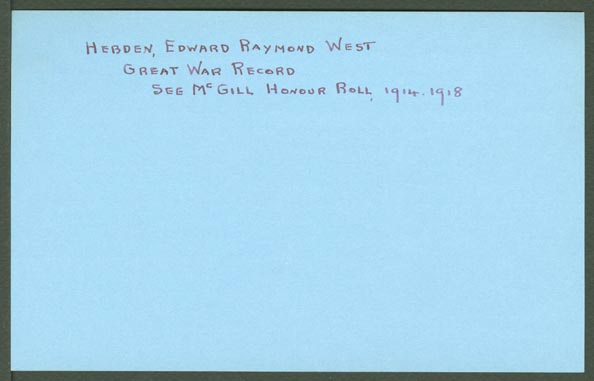 HEBDEN, EDWARD RAYMOND WEST
GREAT WAR RECORD
SEE McGILL HONOUR ROLL, 1914-1918